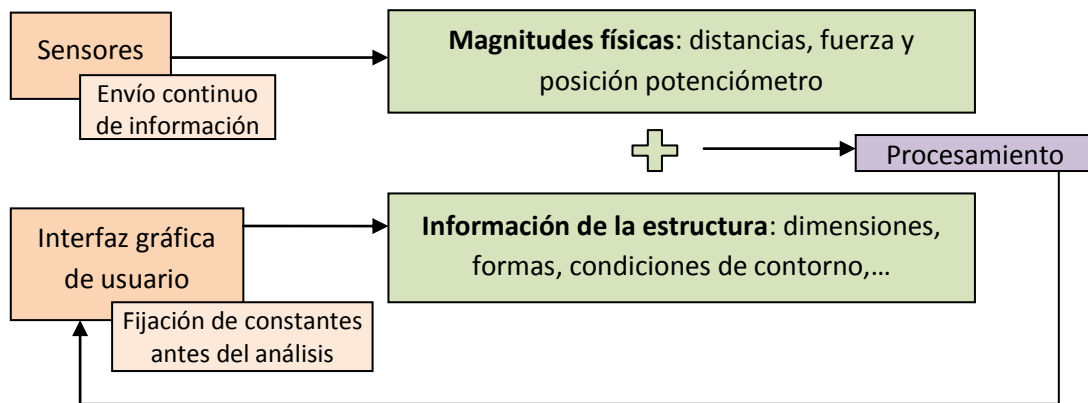 Sensores
Envío continuo
de información
Magnitudes físicas: distancias, fuerza y
posición potenciómetro
Procesamiento
Interfaz gráfica
de usuario
Fijación de constantes
antes del análisis
Información de la estructura: dimensiones,
formas, condiciones de contorno,...